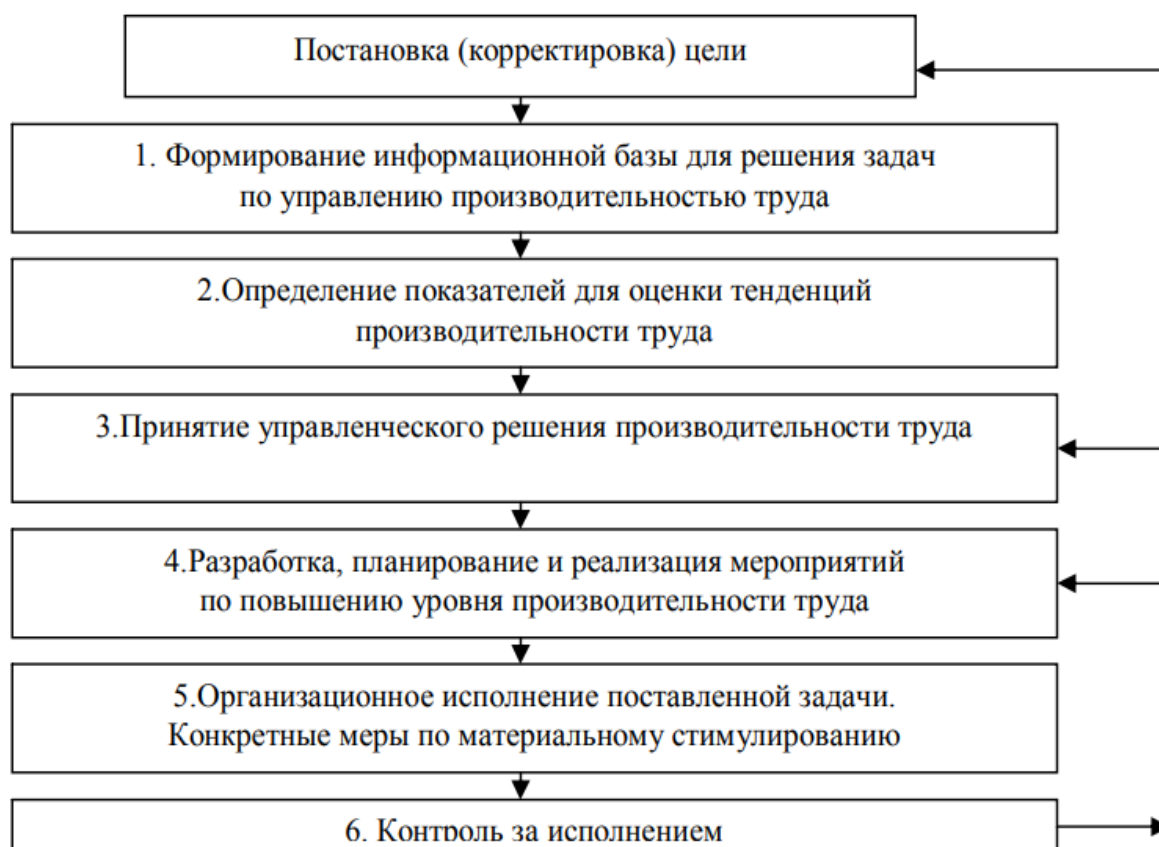 Постановка (корректировка) цели
1. Формирование информационной базы для решения задач
по управлению производительностью труда
2.Определение показателей для оценки тенденций
производительности труда
3.Принятие управленческого решения производительности труда
4.Разработка, планирование и реализация мероприятий
по повышению уровня производительности труда
5.Организационное исполнение поставленной задачи.
Конкретные меры по материальному стимулированию
6. Контроль за исполнением